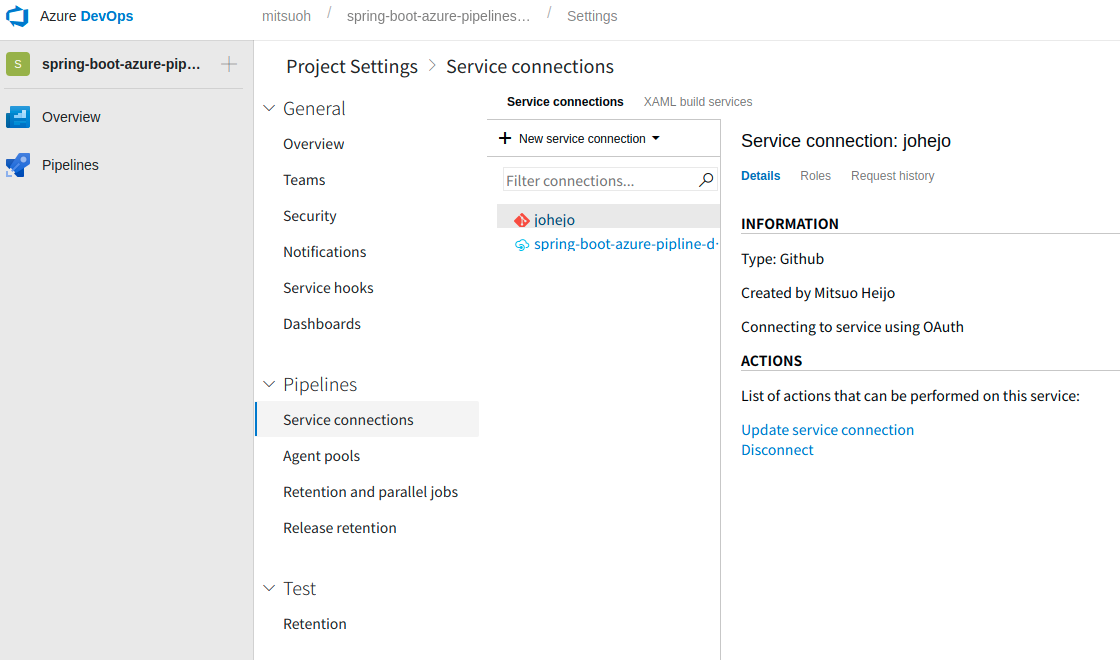 Azure DevOps
mitsuoh / spring-boot-azure-pipelines... / Settings
S spring-boot-azure-pip...
Overview
Pipelines
Project Settings > Service connections
General
Overview
Teams
Security
Notifications
Service hooks
Dashboards
Pipelines
Service connections
Agent pools
Retention and parallel jobs
Release retention
Test
Retention
Service connections XAML build services
+ New service connection
Filter connections...
johejo
spring-boot-azure-pipline-d
Service connection: johejo
Details Roles Request history
INFORMATION
Type: Github
Created by Mitsuo Heijo
Connecting to service using OAuth
ACTIONS
List of actions that can be performed on this service:
Update service connection
Disconnect